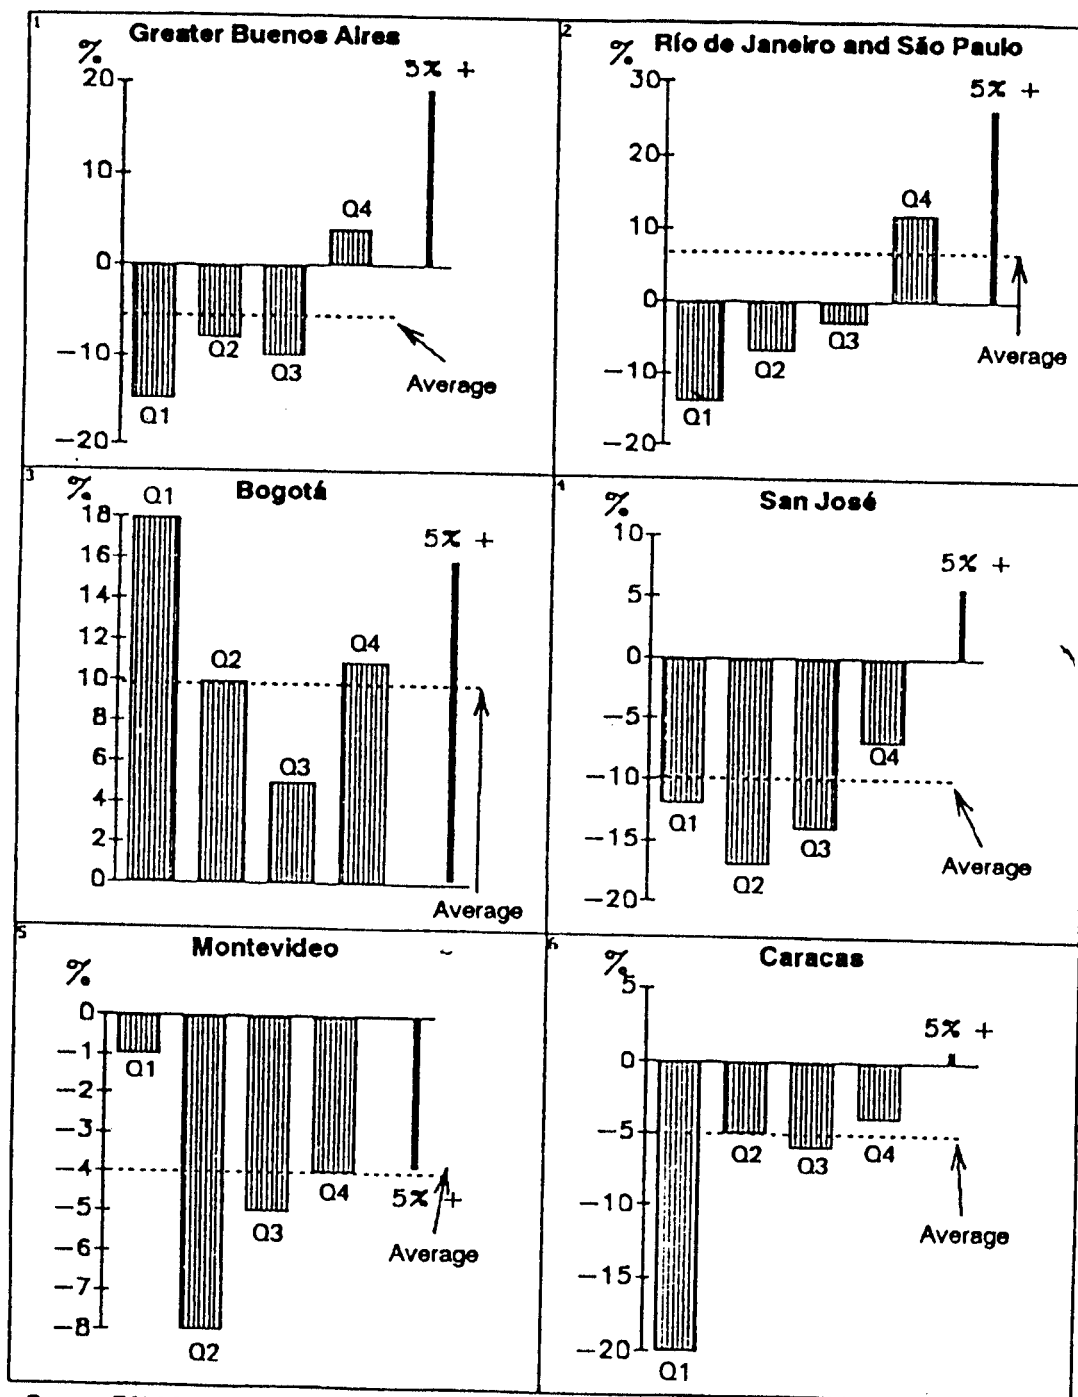 1
Greater Buenos Aires
%
5% +
20
10
0
-10
-20
Q1
Q2
Q3
Q4
Average
2
Río de Janeiro and São Paulo
%
5% +
30
20
10
0
-10
-20
Q1
Q2
Q3
Q4
Average
3
Bogotá
%
5% +
18
16
14
12
10
8
6
4
2
0
Q1
Q2
Q3
Q4
Average
4
San José
%
5% +
10
5
0
-5
-10
-15
-20
Q1
Q2
Q3
Q4
Average
5
Montevideo
%
0
-1
-2
-3
-4
-5
-6
-7
-8
Q1
Q2
Q3
Q4
5% +
Average
6
Caracas
%
5% +
5
0
-5
-10
-15
-20
Q1
Q2
Q3
Q4
Average